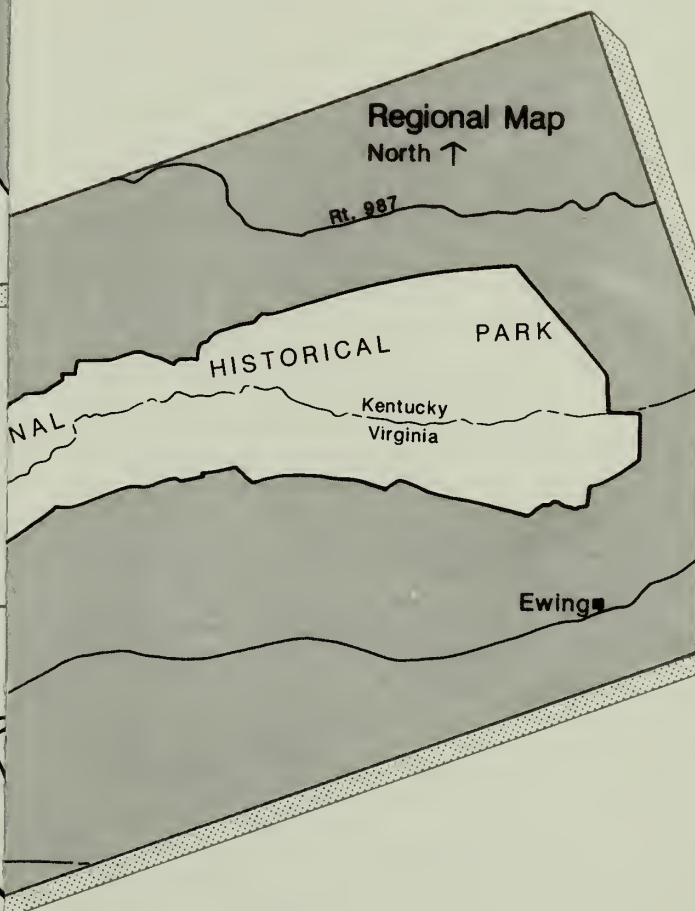 Regional Map
North ↑
Rt. 987
NAL HISTORICAL PARK
Kentucky
Virginia
Ewing